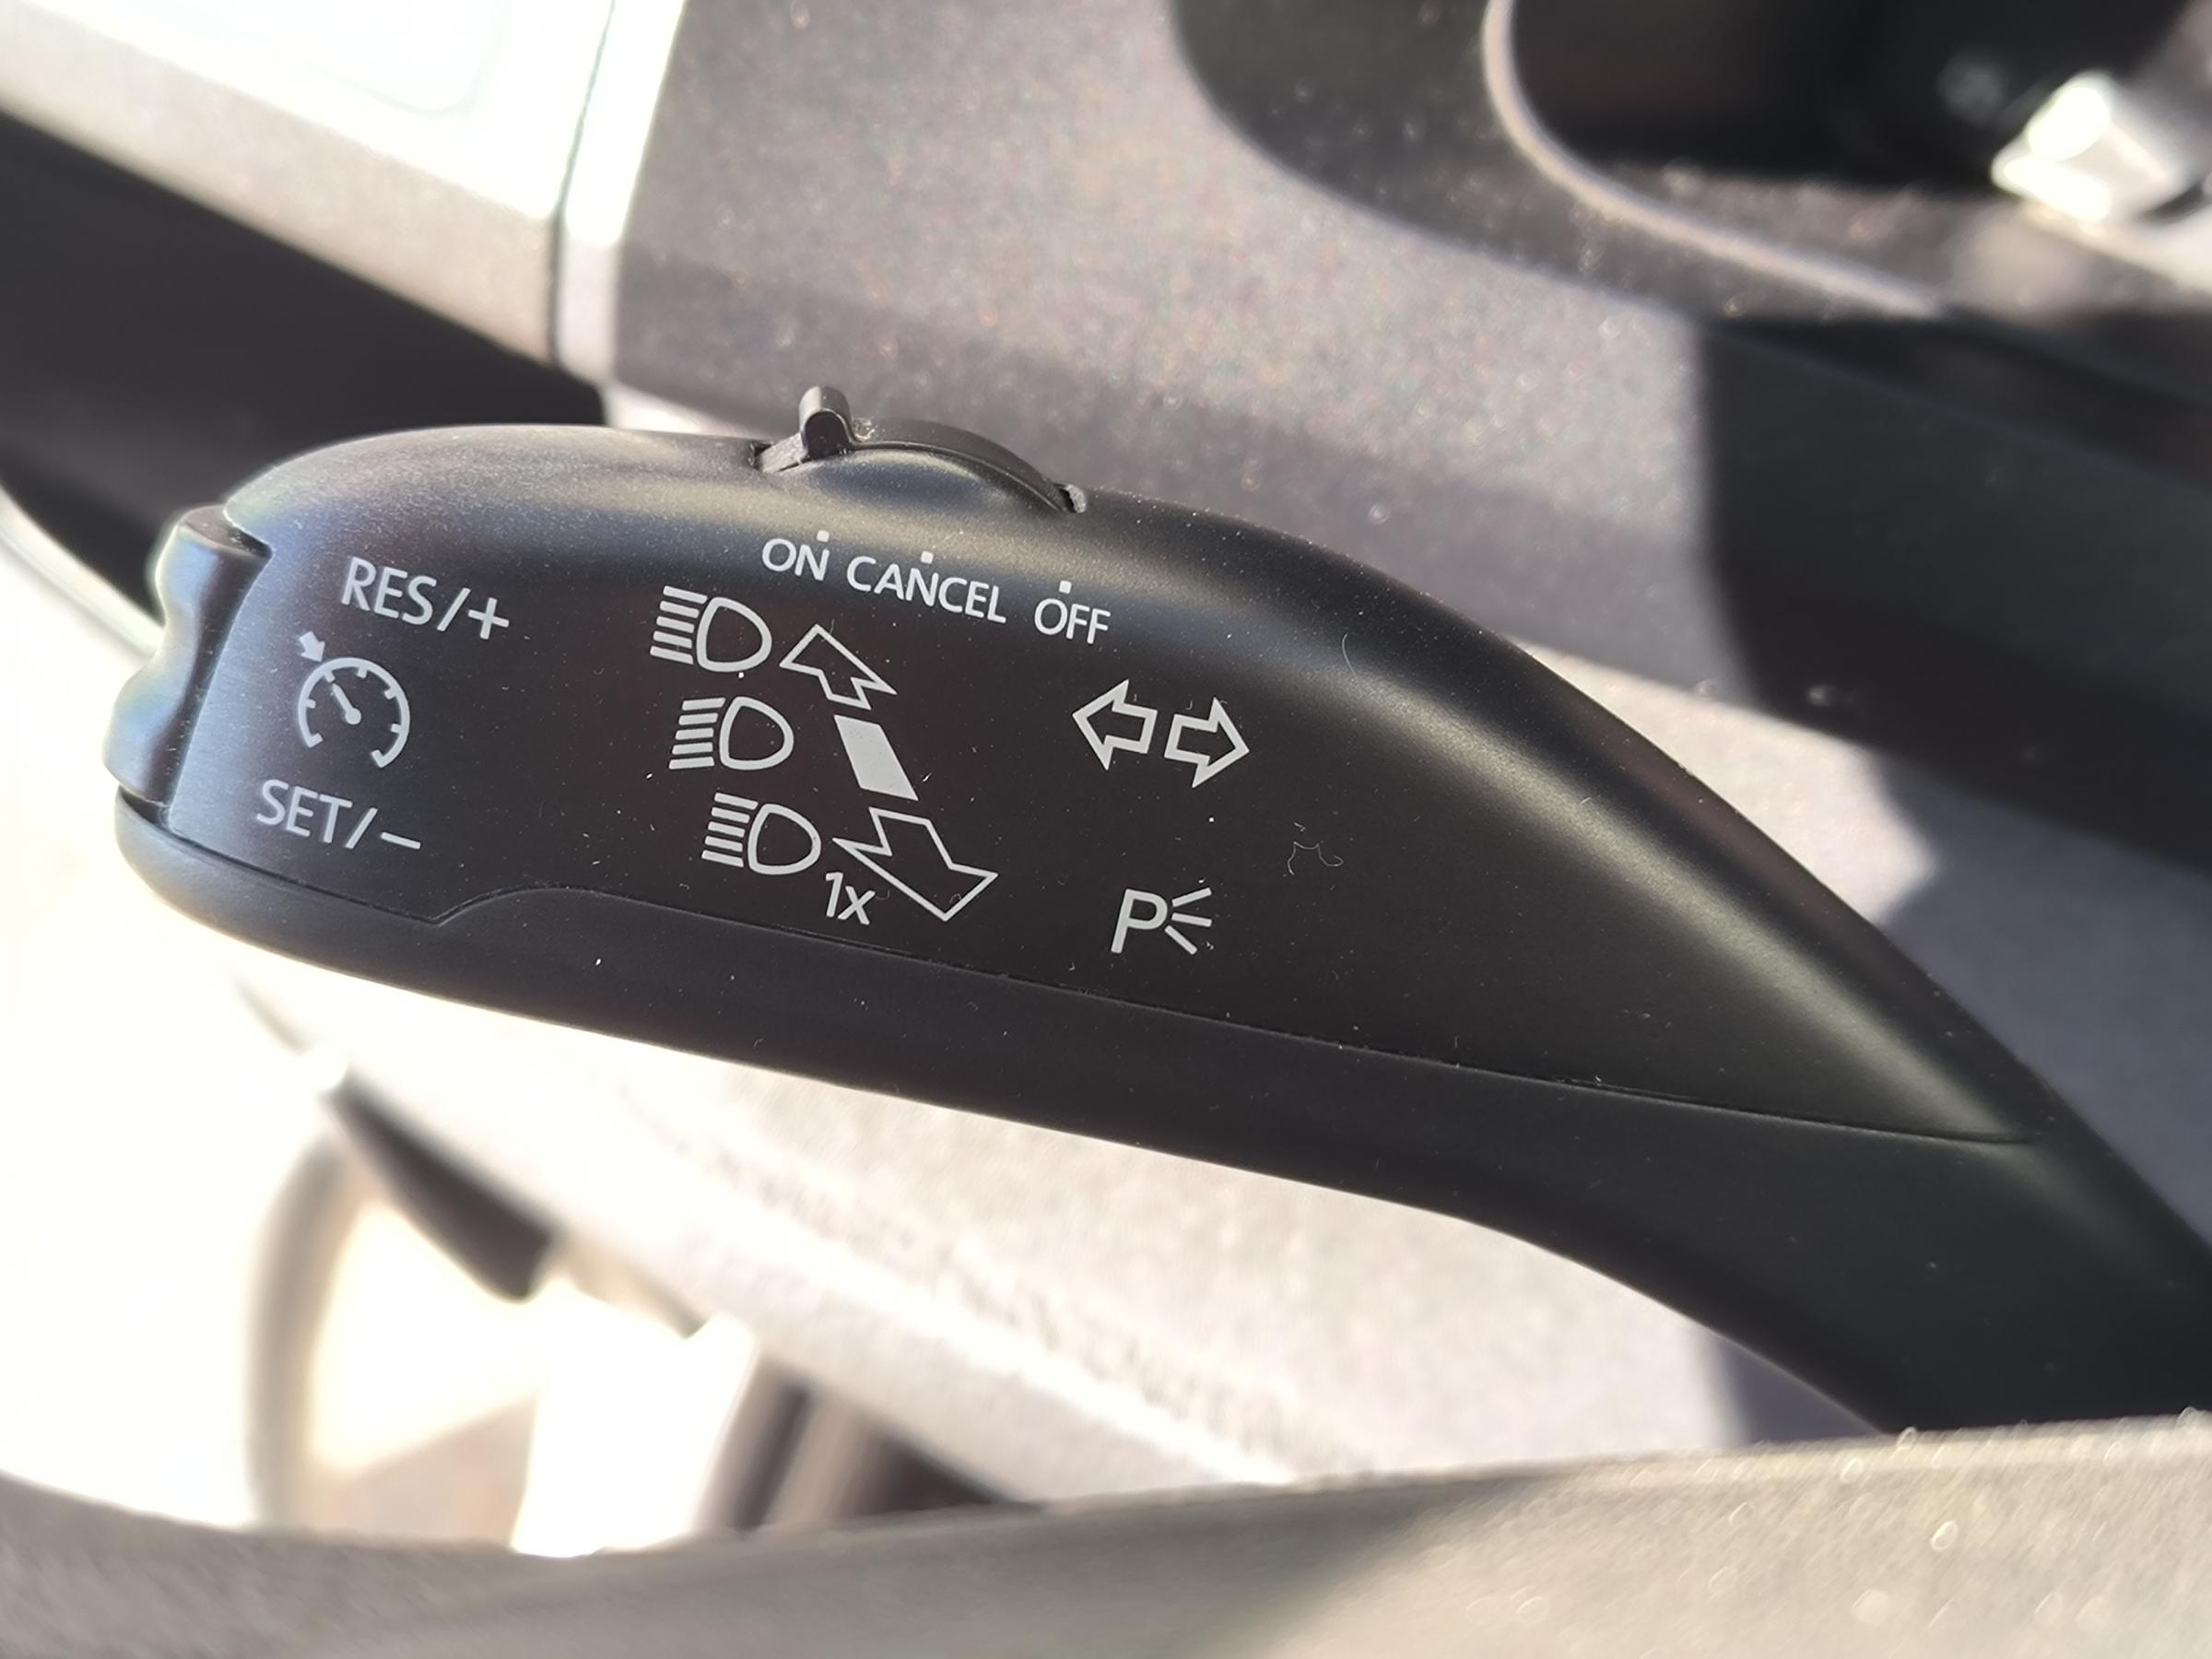 ON CANCEL OFF
RES/+
SET/−
1x
P